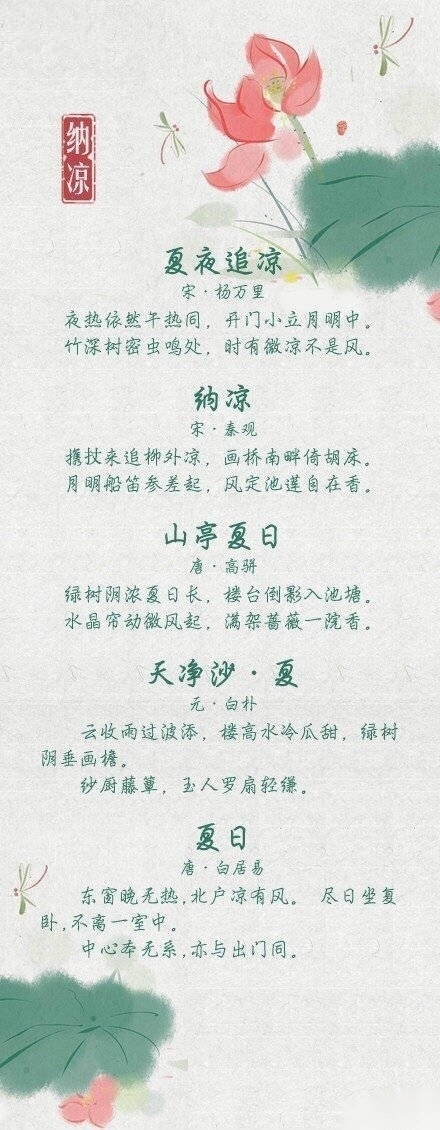 纳凉
夏夜追凉
宋·杨万里
夜热依然午热同，开门小立月明中。
竹深树密虫鸣处，时有微凉不是风。
纳凉
宋·秦观
携扙来追柳外凉，画桥南畔倚胡床。
月明船笛参差起，风定池莲自在香。
山亭夏日
唐·高骈
绿树阴浓夏日长，楼台倒影入池塘。
水晶帘动微风起，满架蔷薇一院香。
天净沙·夏
元·白朴
云收雨过波添，楼高水冷瓜甜，绿树
阴垂画檐。
纱厨藤簟，玉人罗扇轻缣。
夏日
唐·白居易
东窗晚无热,北户凉有风。 尽日坐复
卧,不离一室中。
中心本无系,亦与出门同。